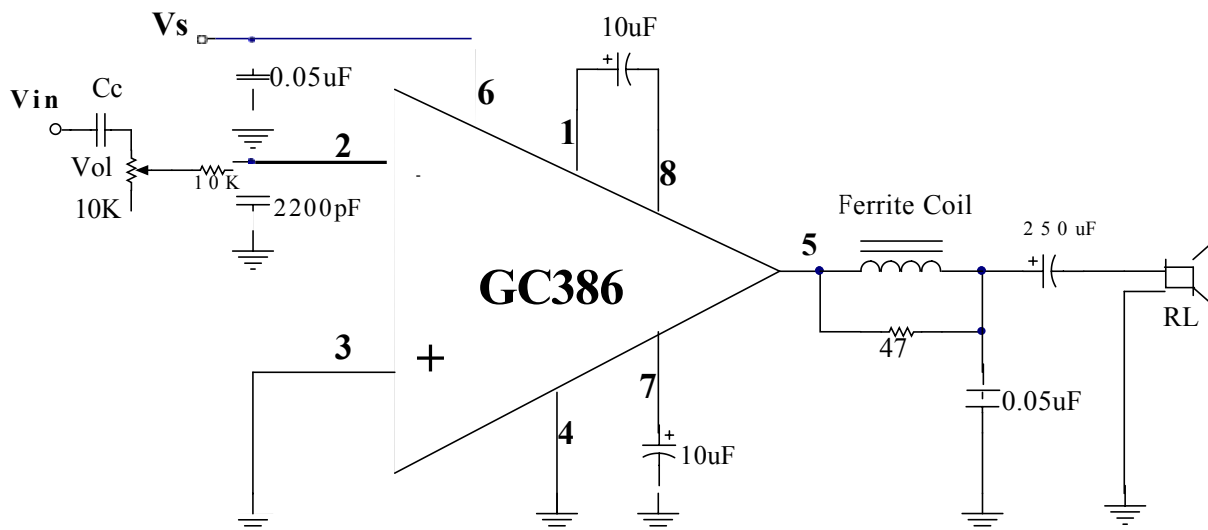 Vs
10uF
0.05uF
Cc
Vin
6
1
2
8
Vol
10K
10K
2200pF
-
Ferrite Coil
5
250uF
GC386
RL
3
+
47
7
0.05uF
4
10uF
+
+
+